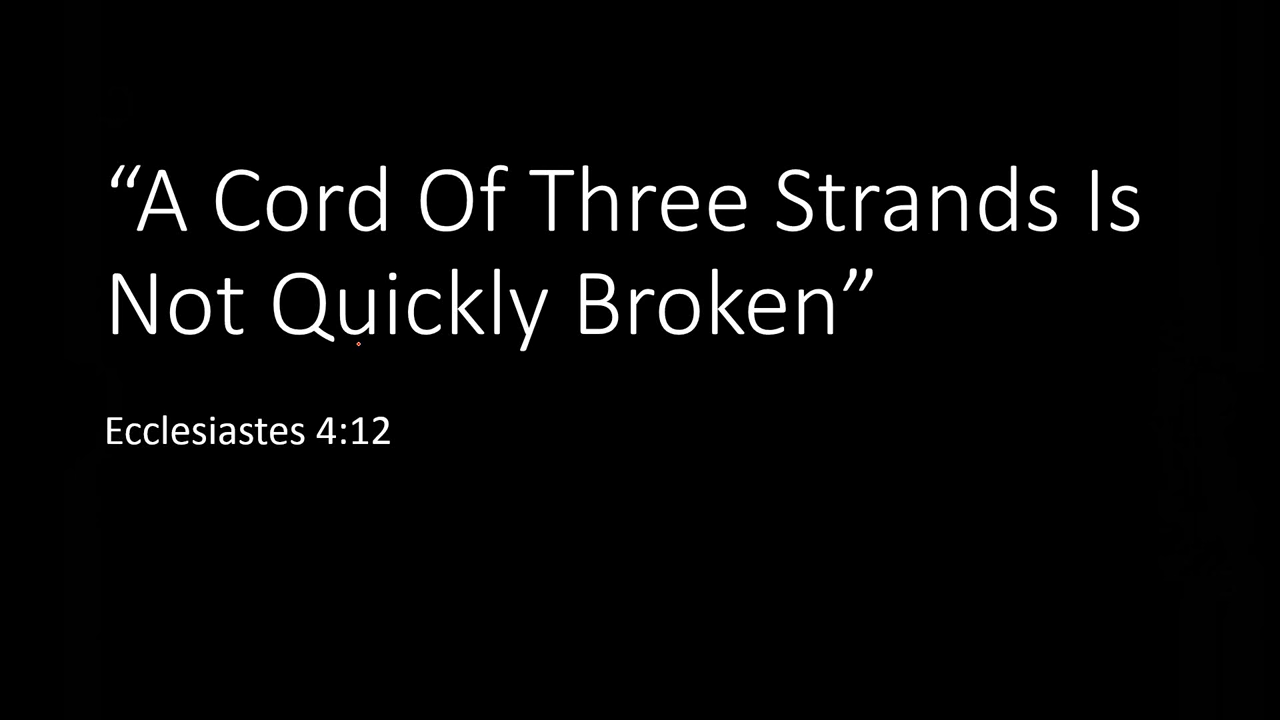 “A Cord Of Three Strands Is
Not Quickly Broken”
Ecclesiastes 4:12